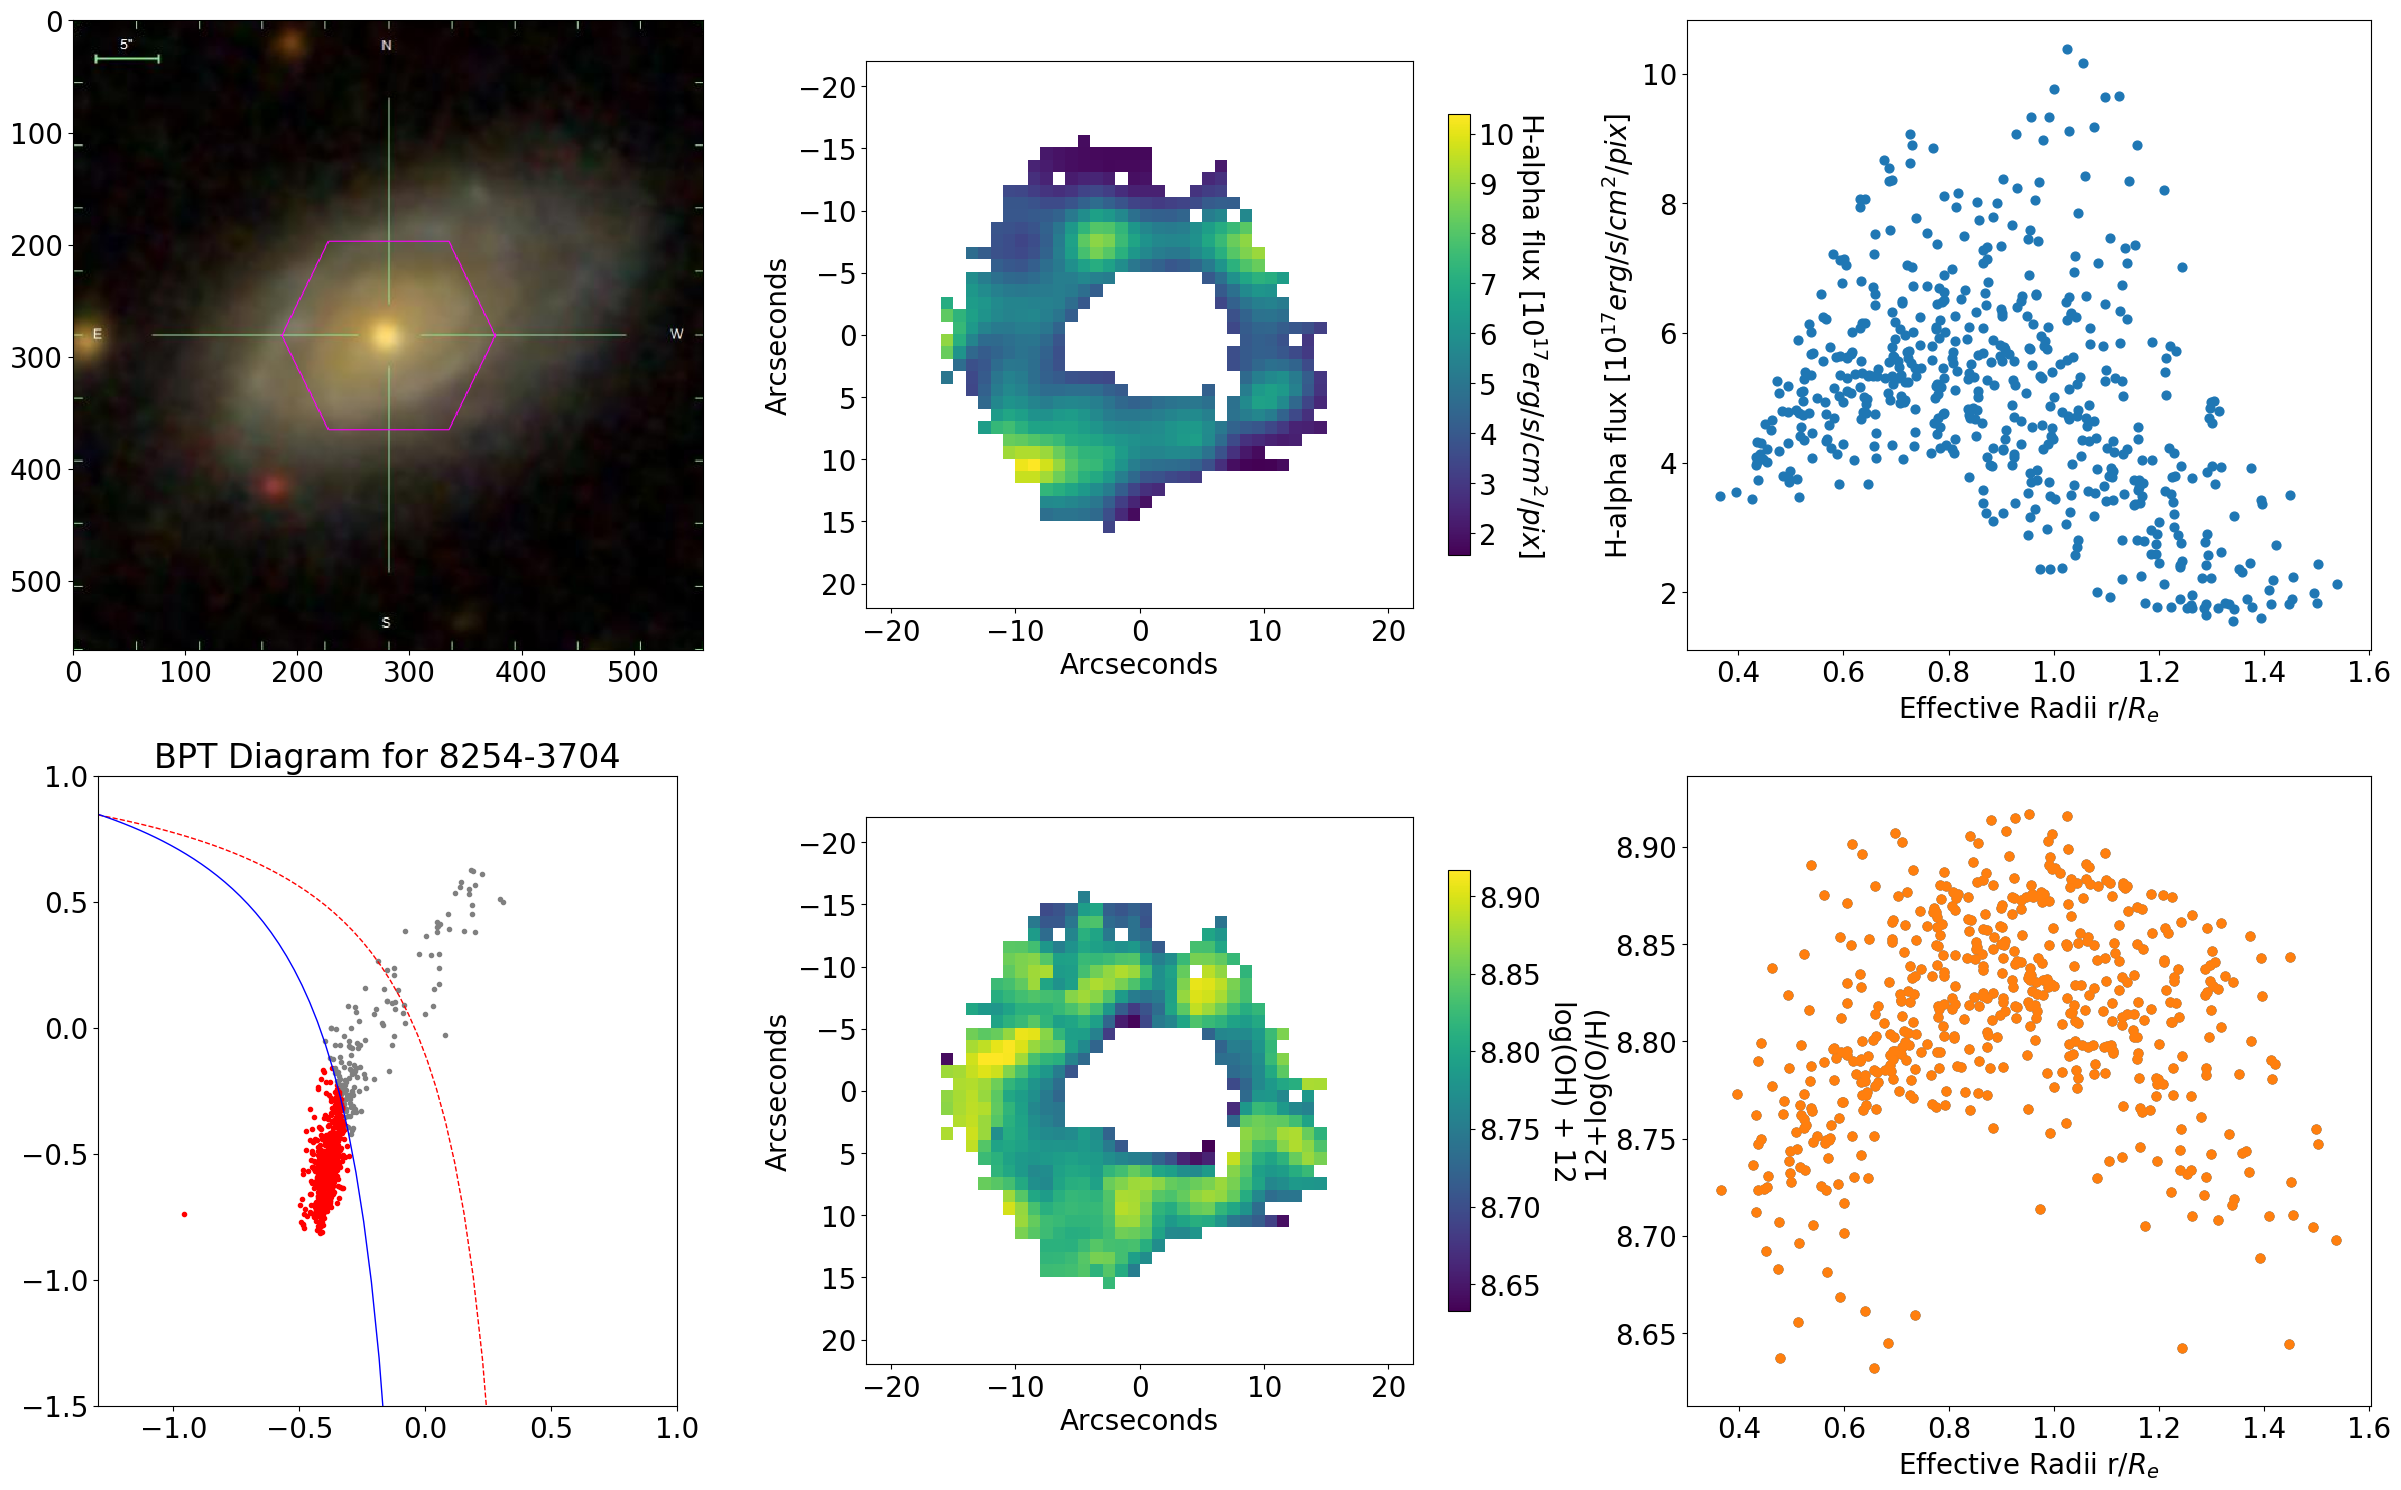 0
100
200
300
400
500
0 100 200 300 400 500
5"
N
E
W
S
−20
−15
−10
−5
0
5
10
15
20
−20 −10 0 10 20
Arcseconds
Arcseconds
10
9
8
7
6
5
4
3
2
H-alpha flux [10^17 erg/s/cm^2/pix]
10
8
6
4
2
0.4 0.6 0.8 1.0 1.2 1.4 1.6
H-alpha flux [10^17 erg/s/cm^2/pix]
Effective Radii r/R_e
BPT Diagram for 8254-3704
1.0
0.5
0.0
−0.5
−1.0
−1.5
−1.0 −0.5 0.0 0.5 1.0
−20
−15
−10
−5
0
5
10
15
20
−20 −10 0 10 20
Arcseconds
Arcseconds
8.90
8.85
8.80
8.75
8.70
8.65
log(OH) + 12
12+log(O/H)
8.90
8.85
8.80
8.75
8.70
8.65
0.4 0.6 0.8 1.0 1.2 1.4 1.6
Effective Radii r/R_e